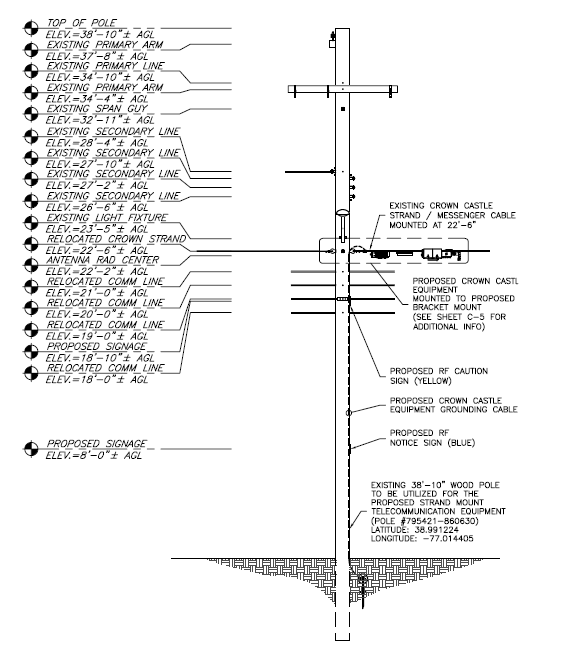 TOP OF POLE
ELEV.=38'-10"± AGL
EXISTING PRIMARY ARM
ELEV.=37'-8"± AGL
EXISTING PRIMARY LINE
ELEV.=34'-10"± AGL
EXISTING PRIMARY ARM
ELEV.=34'-4"± AGL
EXISTING SPAN GUY
ELEV.=32'-11"± AGL
EXISTING SECONDARY LINE
ELEV.=28'-4"± AGL
EXISTING SECONDARY LINE
ELEV.=27'-10"± AGL
EXISTING SECONDARY LINE
ELEV.=27'-2"± AGL
EXISTING SECONDARY LINE
ELEV.=26'-6"± AGL
EXISTING LIGHT FIXTURE
ELEV.=23'-5"± AGL
RELOCATED CROWN STRAND
ELEV.=22'-6"± AGL
ANTENNA RAD CENTER
ELEV.=22'-2"± AGL
RELOCATED COMM LINE
ELEV.=21'-0"± AGL
RELOCATED COMM LINE
ELEV.=20'-0"± AGL
RELOCATED COMM LINE
ELEV.=19'-0"± AGL
PROPOSED SIGNAGE
ELEV.=18'-10"± AGL
RELOCATED COMM LINE
ELEV.=18'-0"± AGL
PROPOSED SIGNAGE
ELEV.=8'-0"± AGL
EXISTING CROWN CASTLE
STRAND / MESSENGER CABLE
MOUNTED AT 22'-6"
PROPOSED CROWN CASTL
EQUIPMENT
MOUNTED TO PROPOSED
BRACKET MOUNT
(SEE SHEET C-5 FOR
ADDITIONAL INFO)
PROPOSED RF CAUTION
SIGN (YELLOW)
PROPOSED CROWN CASTLE
EQUIPMENT GROUNDING CABLE
PROPOSED RF
NOTICE SIGN (BLUE)
EXISTING 38'-10" WOOD POLE
TO BE UTILIZED FOR THE
PROPOSED STRAND MOUNT
TELECOMMUNICATION EQUIPMENT
(POLE #795421-860630)
LATITUDE: 38.991224
LONGITUDE: -77.014405